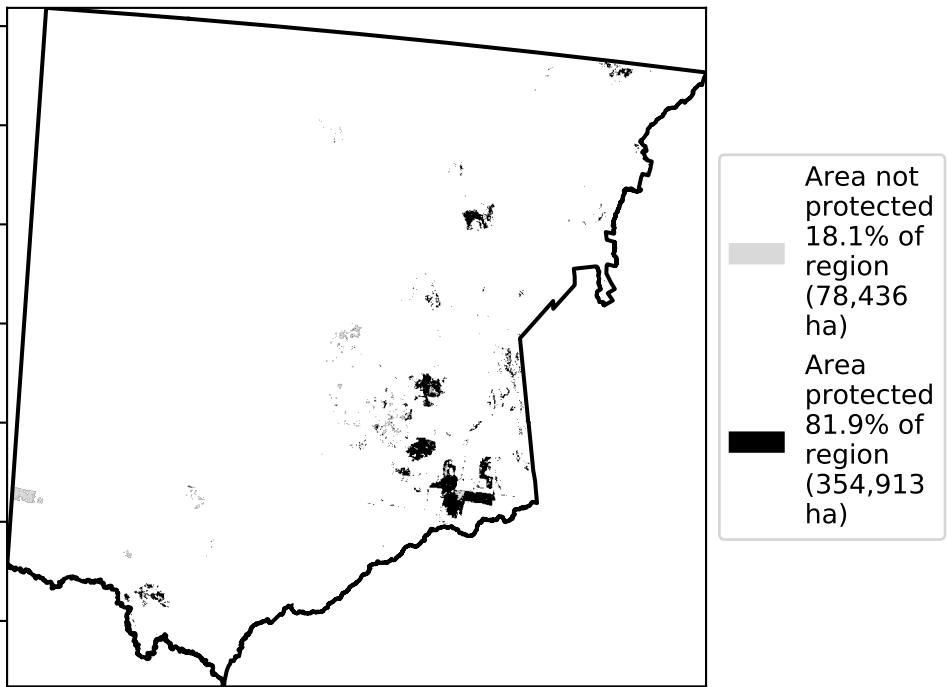 Area not
protected
18.1% of
region
(78,436
ha)
Area
protected
81.9% of
region
(354,913
ha)